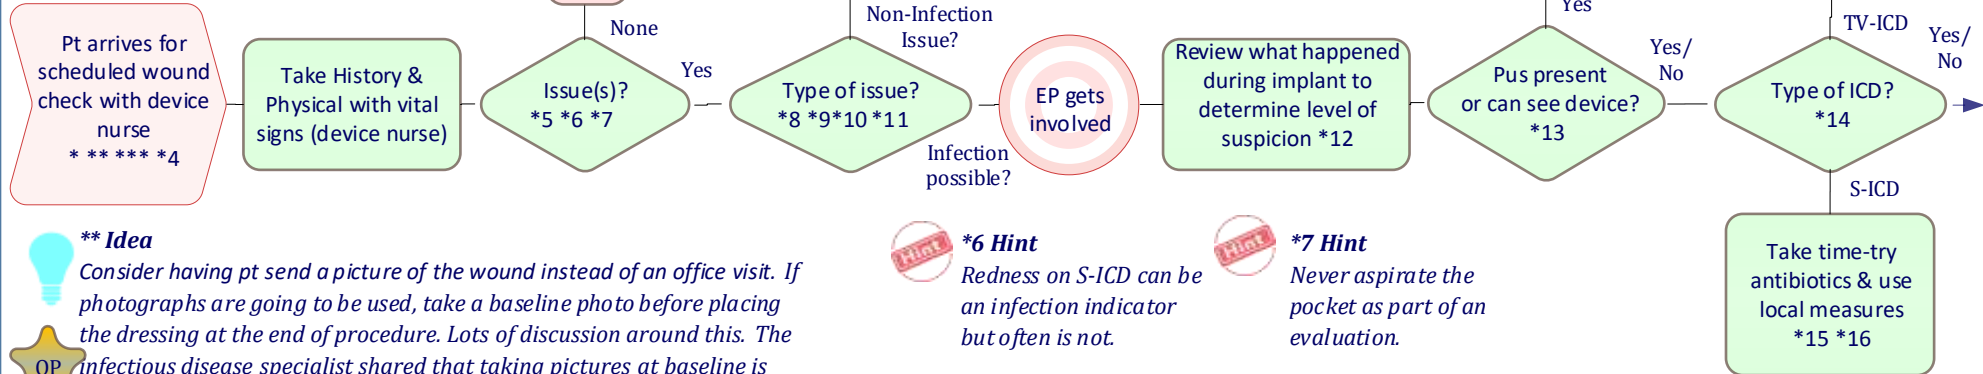 Pt arrives for
scheduled wound
check with device
nurse
* ** *** *4
Take History &
Physical with vital
signs (device nurse)
None
Issue(s)?
*5 *6 *7
Yes
Non-Infection
Issue?
Type of issue?
*8 *9*10 *11
Infection
possible?
EP gets
involved
Review what happened
during implant to
determine level of
suspicion *12
Yes
Pus present
or can see device?
*13
Yes/
No
TV-ICD
Type of ICD?
*14
Yes/
No
S-ICD
Take time-try
antibiotics & use
local measures
*15 *16
** Idea
Consider having pt send a picture of the wound instead of an office visit. If
photographs are going to be used, take a baseline photo before placing
the dressing at the end of procedure. Lots of discussion around this. The
infectious disease specialist shared that taking pictures at baseline is
OP
Hint
*6 Hint
Redness on S-ICD can be
an infection indicator
but often is not.
Hint
*7 Hint
Never aspirate the
pocket as part of an
evaluation.